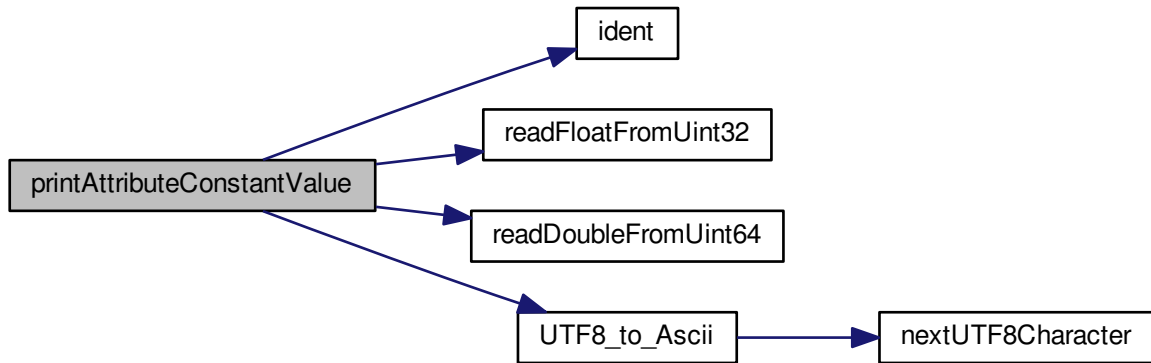 ident
readFloatFromUint32
printAttributeConstantValue
readDoubleFromUint64
UTF8_to_Ascii
nextUTF8Character